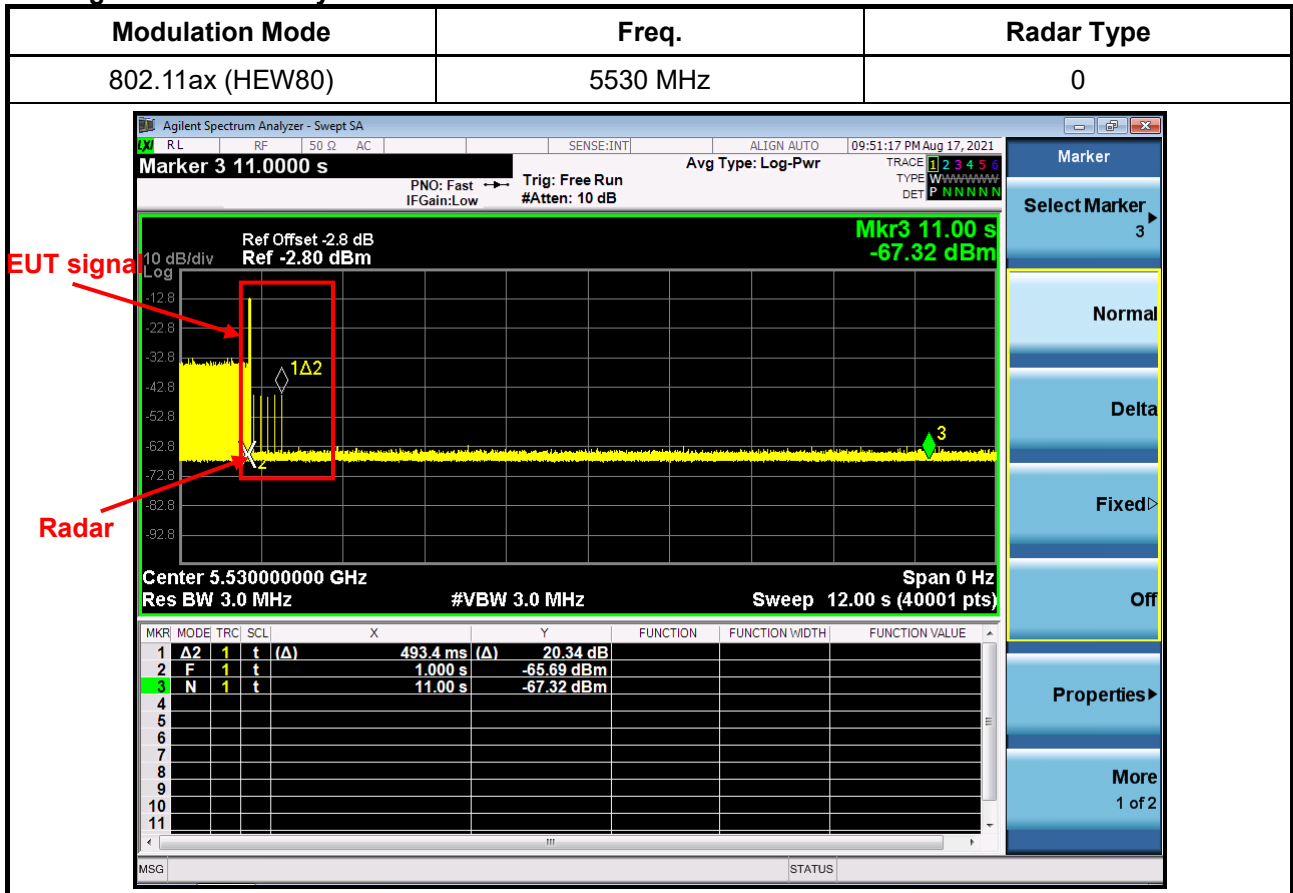 Modulation Mode Freq. Radar Type
802.11ax (HEW80) 5530 MHz 0
Agilent Spectrum Analyzer - Swept SA
LXI RL RF 50 Ω AC SENSE:INT ALIGN AUTO 09:51:17 PM Aug 17, 2021
Marker 3 11.0000 s
PNO: Fast
IFGain:Low
Trig: Free Run
#Atten: 10 dB
Avg Type: Log-Pwr
TRACE 1 2 3 4 5 6
TYPE WWWWWW
DET P N N N N N
Marker
Select Marker
3
Normal
Delta
Fixed
Off
Properties
More
1 of 2
Mkr3 11.00 s
-67.32 dBm
Ref Offset -2.8 dB
10 dB/div Ref -2.80 dBm
Log
EUT signal
-12.8
-22.8
-32.8
-42.8
-52.8
-62.8
-72.8
-82.8
-92.8
1Δ2
2
3
Radar
Center 5.530000000 GHz Span 0 Hz
Res BW 3.0 MHz #VBW 3.0 MHz Sweep 12.00 s (40001 pts)
MKR MODE TRC SCL X Y FUNCTION FUNCTION WIDTH FUNCTION VALUE
1 Δ2 1 t (Δ) 493.4 ms (Δ) 20.34 dB
2 F 1 t 1.000 s -65.69 dBm
3 N 1 t 11.00 s -67.32 dBm
4
5
6
7
8
9
10
11
MSG STATUS